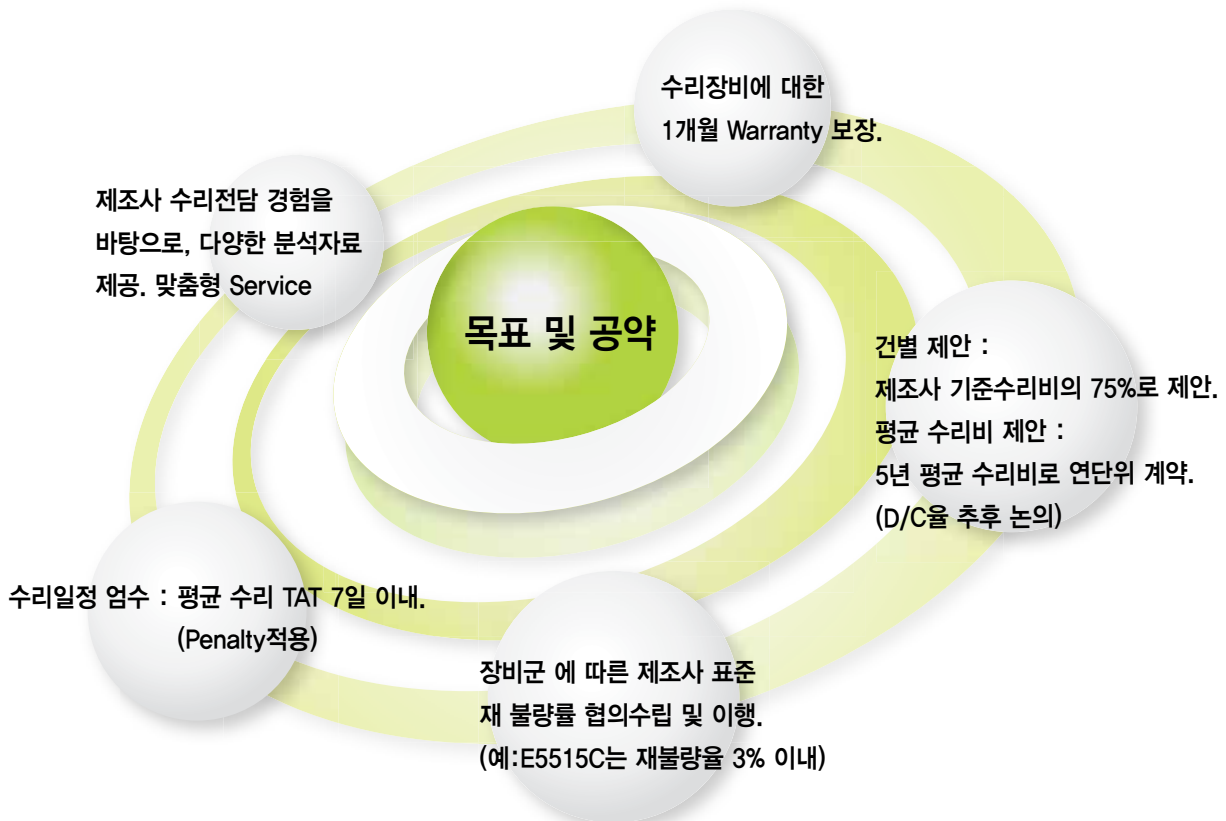 수리장비에 대한
1개월 Warranty 보장.
제조사 수리전담 경험을
바탕으로, 다양한 분석자료
제공. 맞춤형 Service
목표 및 공약
건별 제안 :
제조사 기준수리비의 75%로 제안.
평균 수리비 제안 :
5년 평균 수리비로 연단위 계약.
(D/C율 추후 논의)
수리일정 엄수 : 평균 수리 TAT 7일 이내.
(Penalty적용)
장비군 에 따른 제조사 표준
재 불량률 협의수립 및 이행.
(예:E5515C는 재불량율 3% 이내)